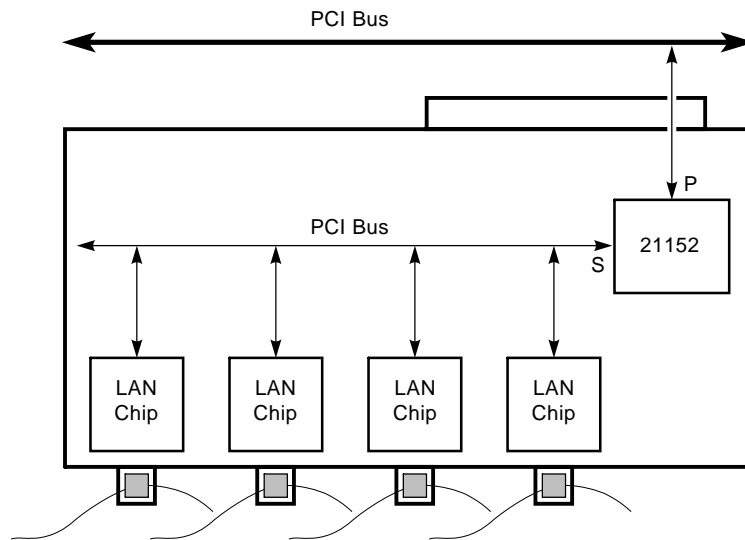 PCI Bus
P
PCI Bus
21152
S
LAN
Chip
LAN
Chip
LAN
Chip
LAN
Chip